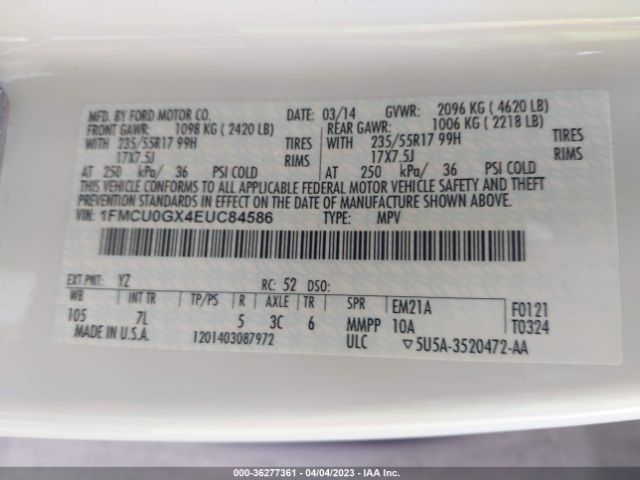 MFD. BY FORD MOTOR CO. DATE: 03/14 GVWR: 2096 KG ( 4620 LB)
FRONT GAWR: 1098 KG ( 2420 LB) REAR GAWR: 1006 KG ( 2218 LB)
WITH 235/55R17 99H TIRES WITH 235/55R17 99H TIRES
17X7.5J RIMS 17X7.5J RIMS
AT 250 kPa/ 36 PSI COLD AT 250 kPa/ 36 PSI COLD
THIS VEHICLE CONFORMS TO ALL APPLICABLE FEDERAL MOTOR VEHICLE SAFETY AND THEFT
PREVENTION STANDARDS IN EFFECT ON THE DATE OF MANUFACTURE SHOWN ABOVE.
VIN: 1FMCU0GX4EUC84586 TYPE: MPV
EXT PNT: YZ RC: 52 DSO:
WB INT TR TP/PS R AXLE TR SPR EM21A F0121
105 7L 5 3C 6 MMPP 10A T0324
MADE IN U.S.A. 1201403087972 ULC ▽5U5A-3520472-AA
000-36277361 - 04/04/2023 - IAA Inc.